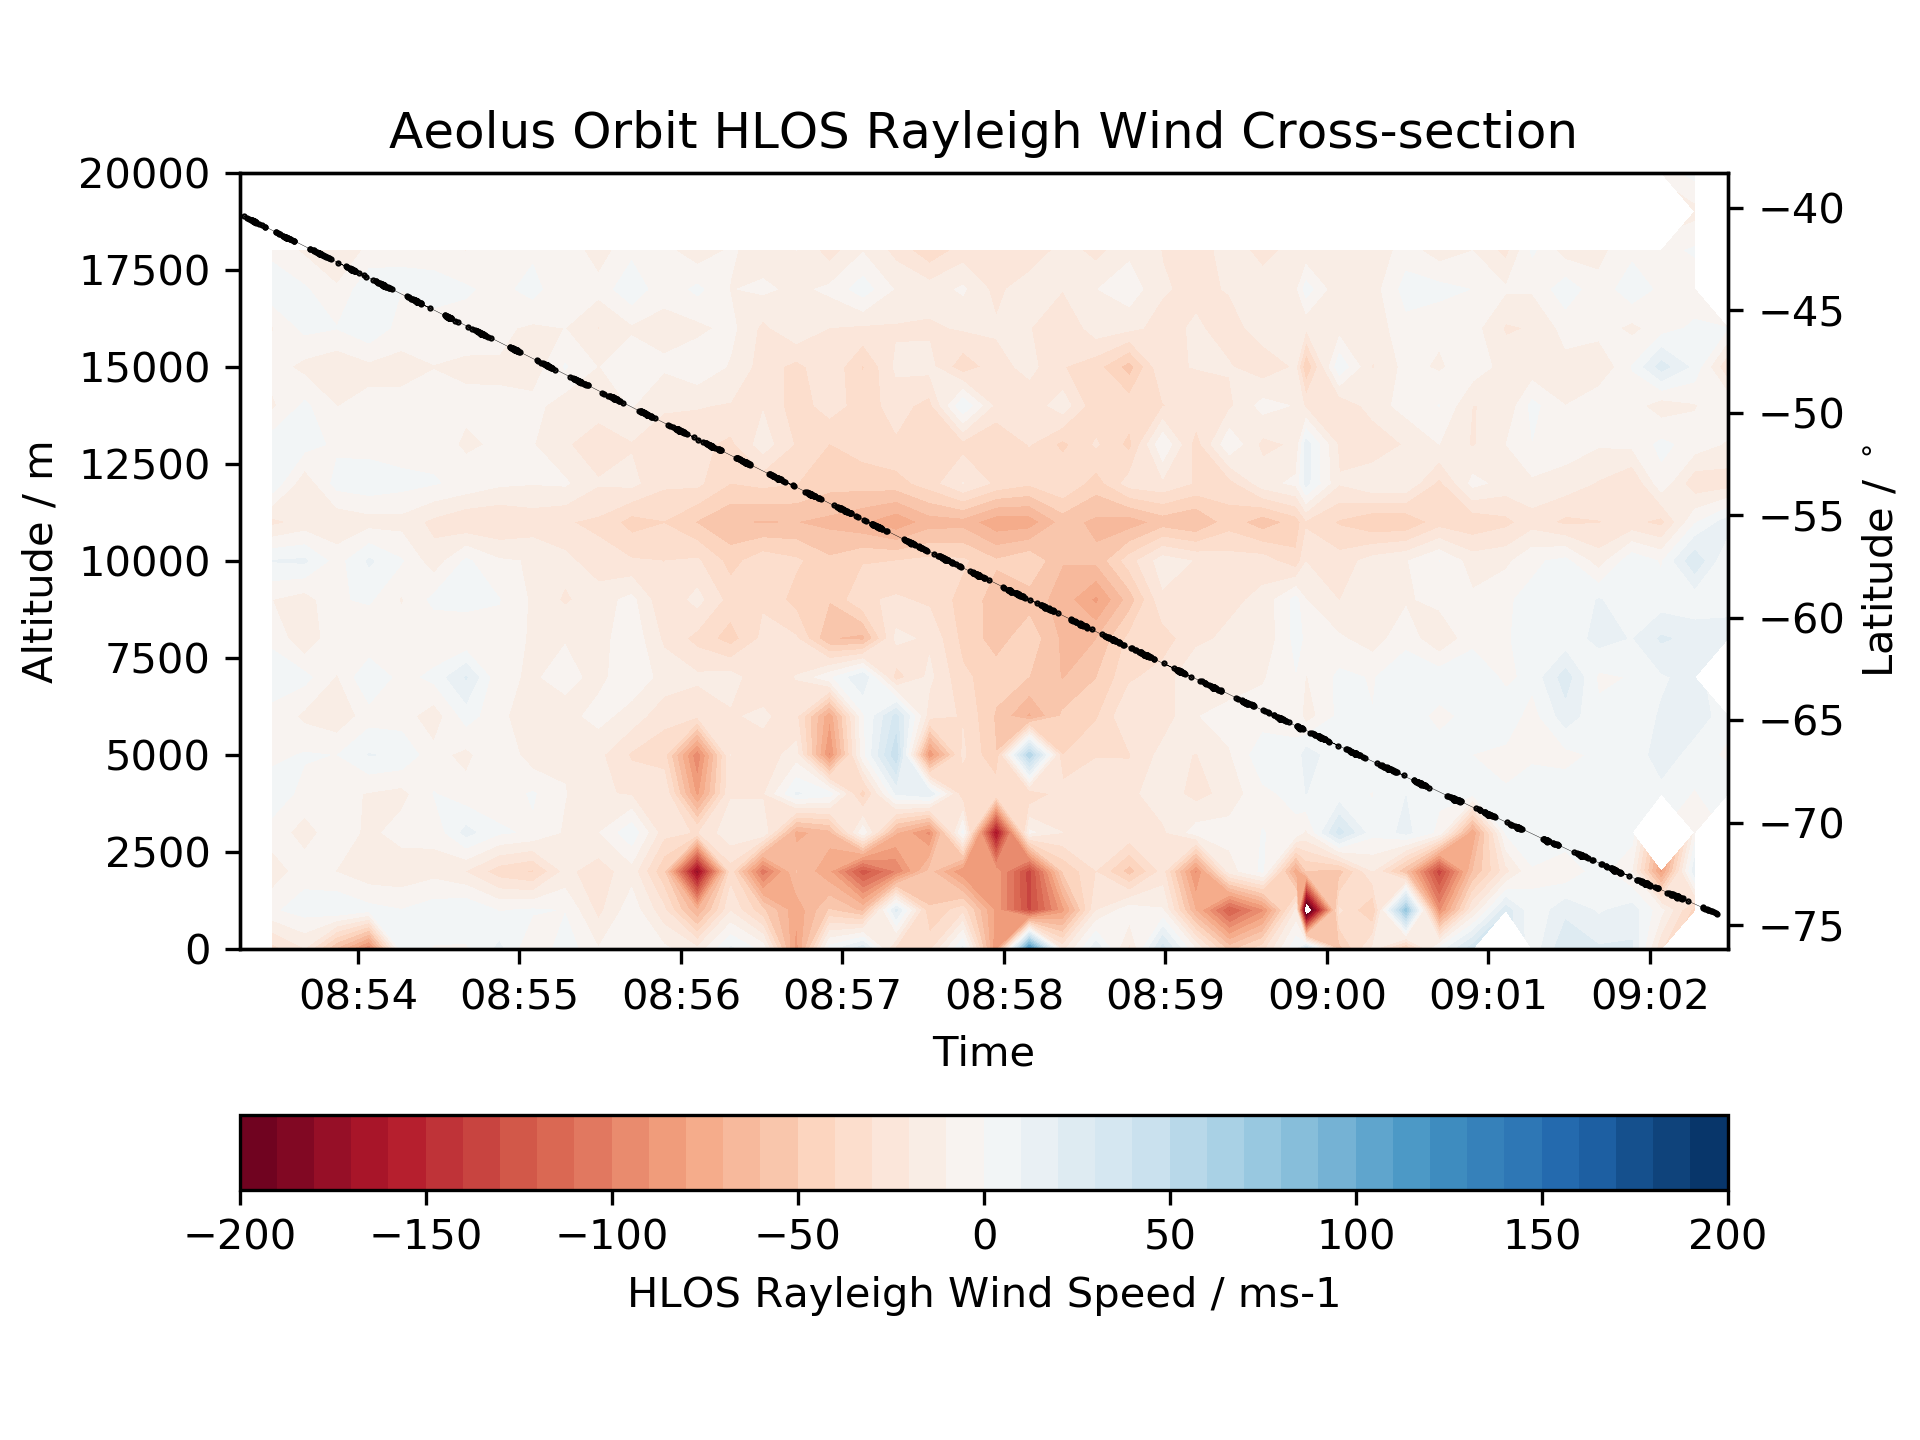 Aeolus Orbit HLOS Rayleigh Wind Cross-section
20000
17500
15000
12500
10000
7500
5000
2500
0
Altitude / m
−40
−45
−50
−55
−60
−65
−70
−75
Latitude / °
08:54 08:55 08:56 08:57 08:58 08:59 09:00 09:01 09:02
Time
−200 −150 −100 −50 0 50 100 150 200
HLOS Rayleigh Wind Speed / ms-1